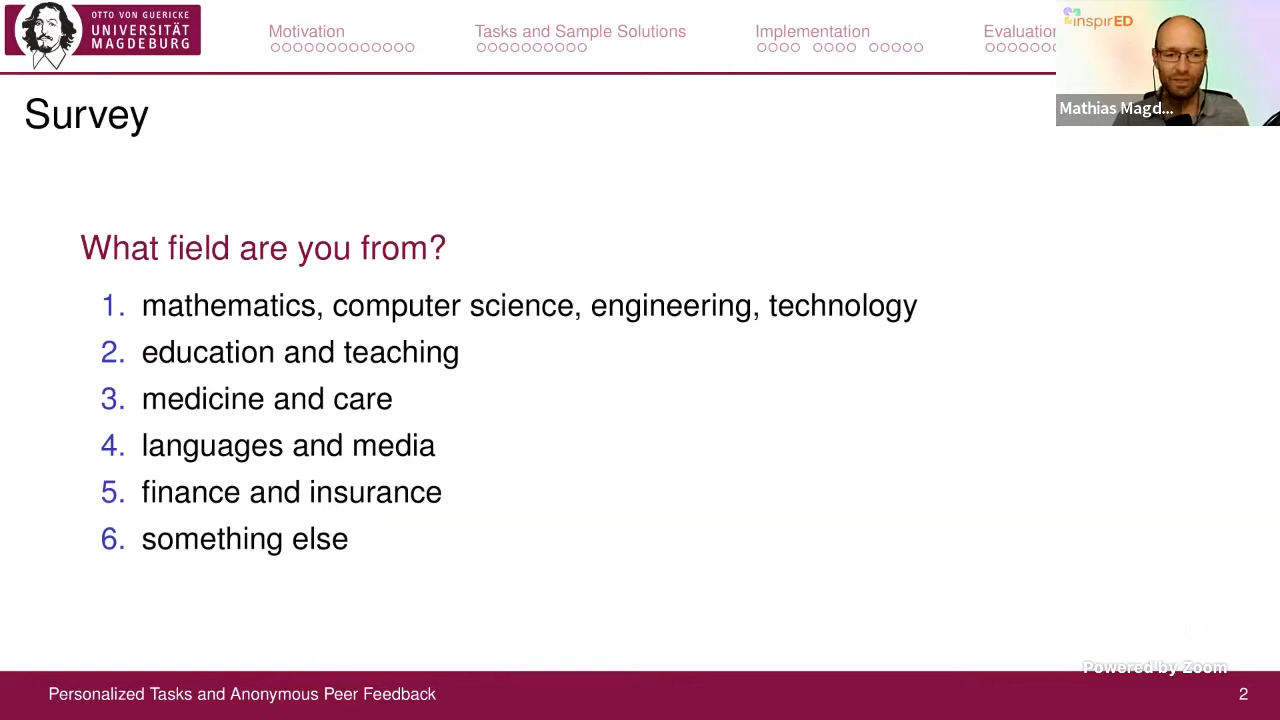 OTTO VON GUERICKE
UNIVERSITÄT
MAGDEBURG
Motivation
Tasks and Sample Solutions
Implementation
Evaluation
inspirED
Mathias Magd...
Survey
What field are you from?
1. mathematics, computer science, engineering, technology
2. education and teaching
3. medicine and care
4. languages and media
5. finance and insurance
6. something else
Powered by Zoom
Personalized Tasks and Anonymous Peer Feedback
2